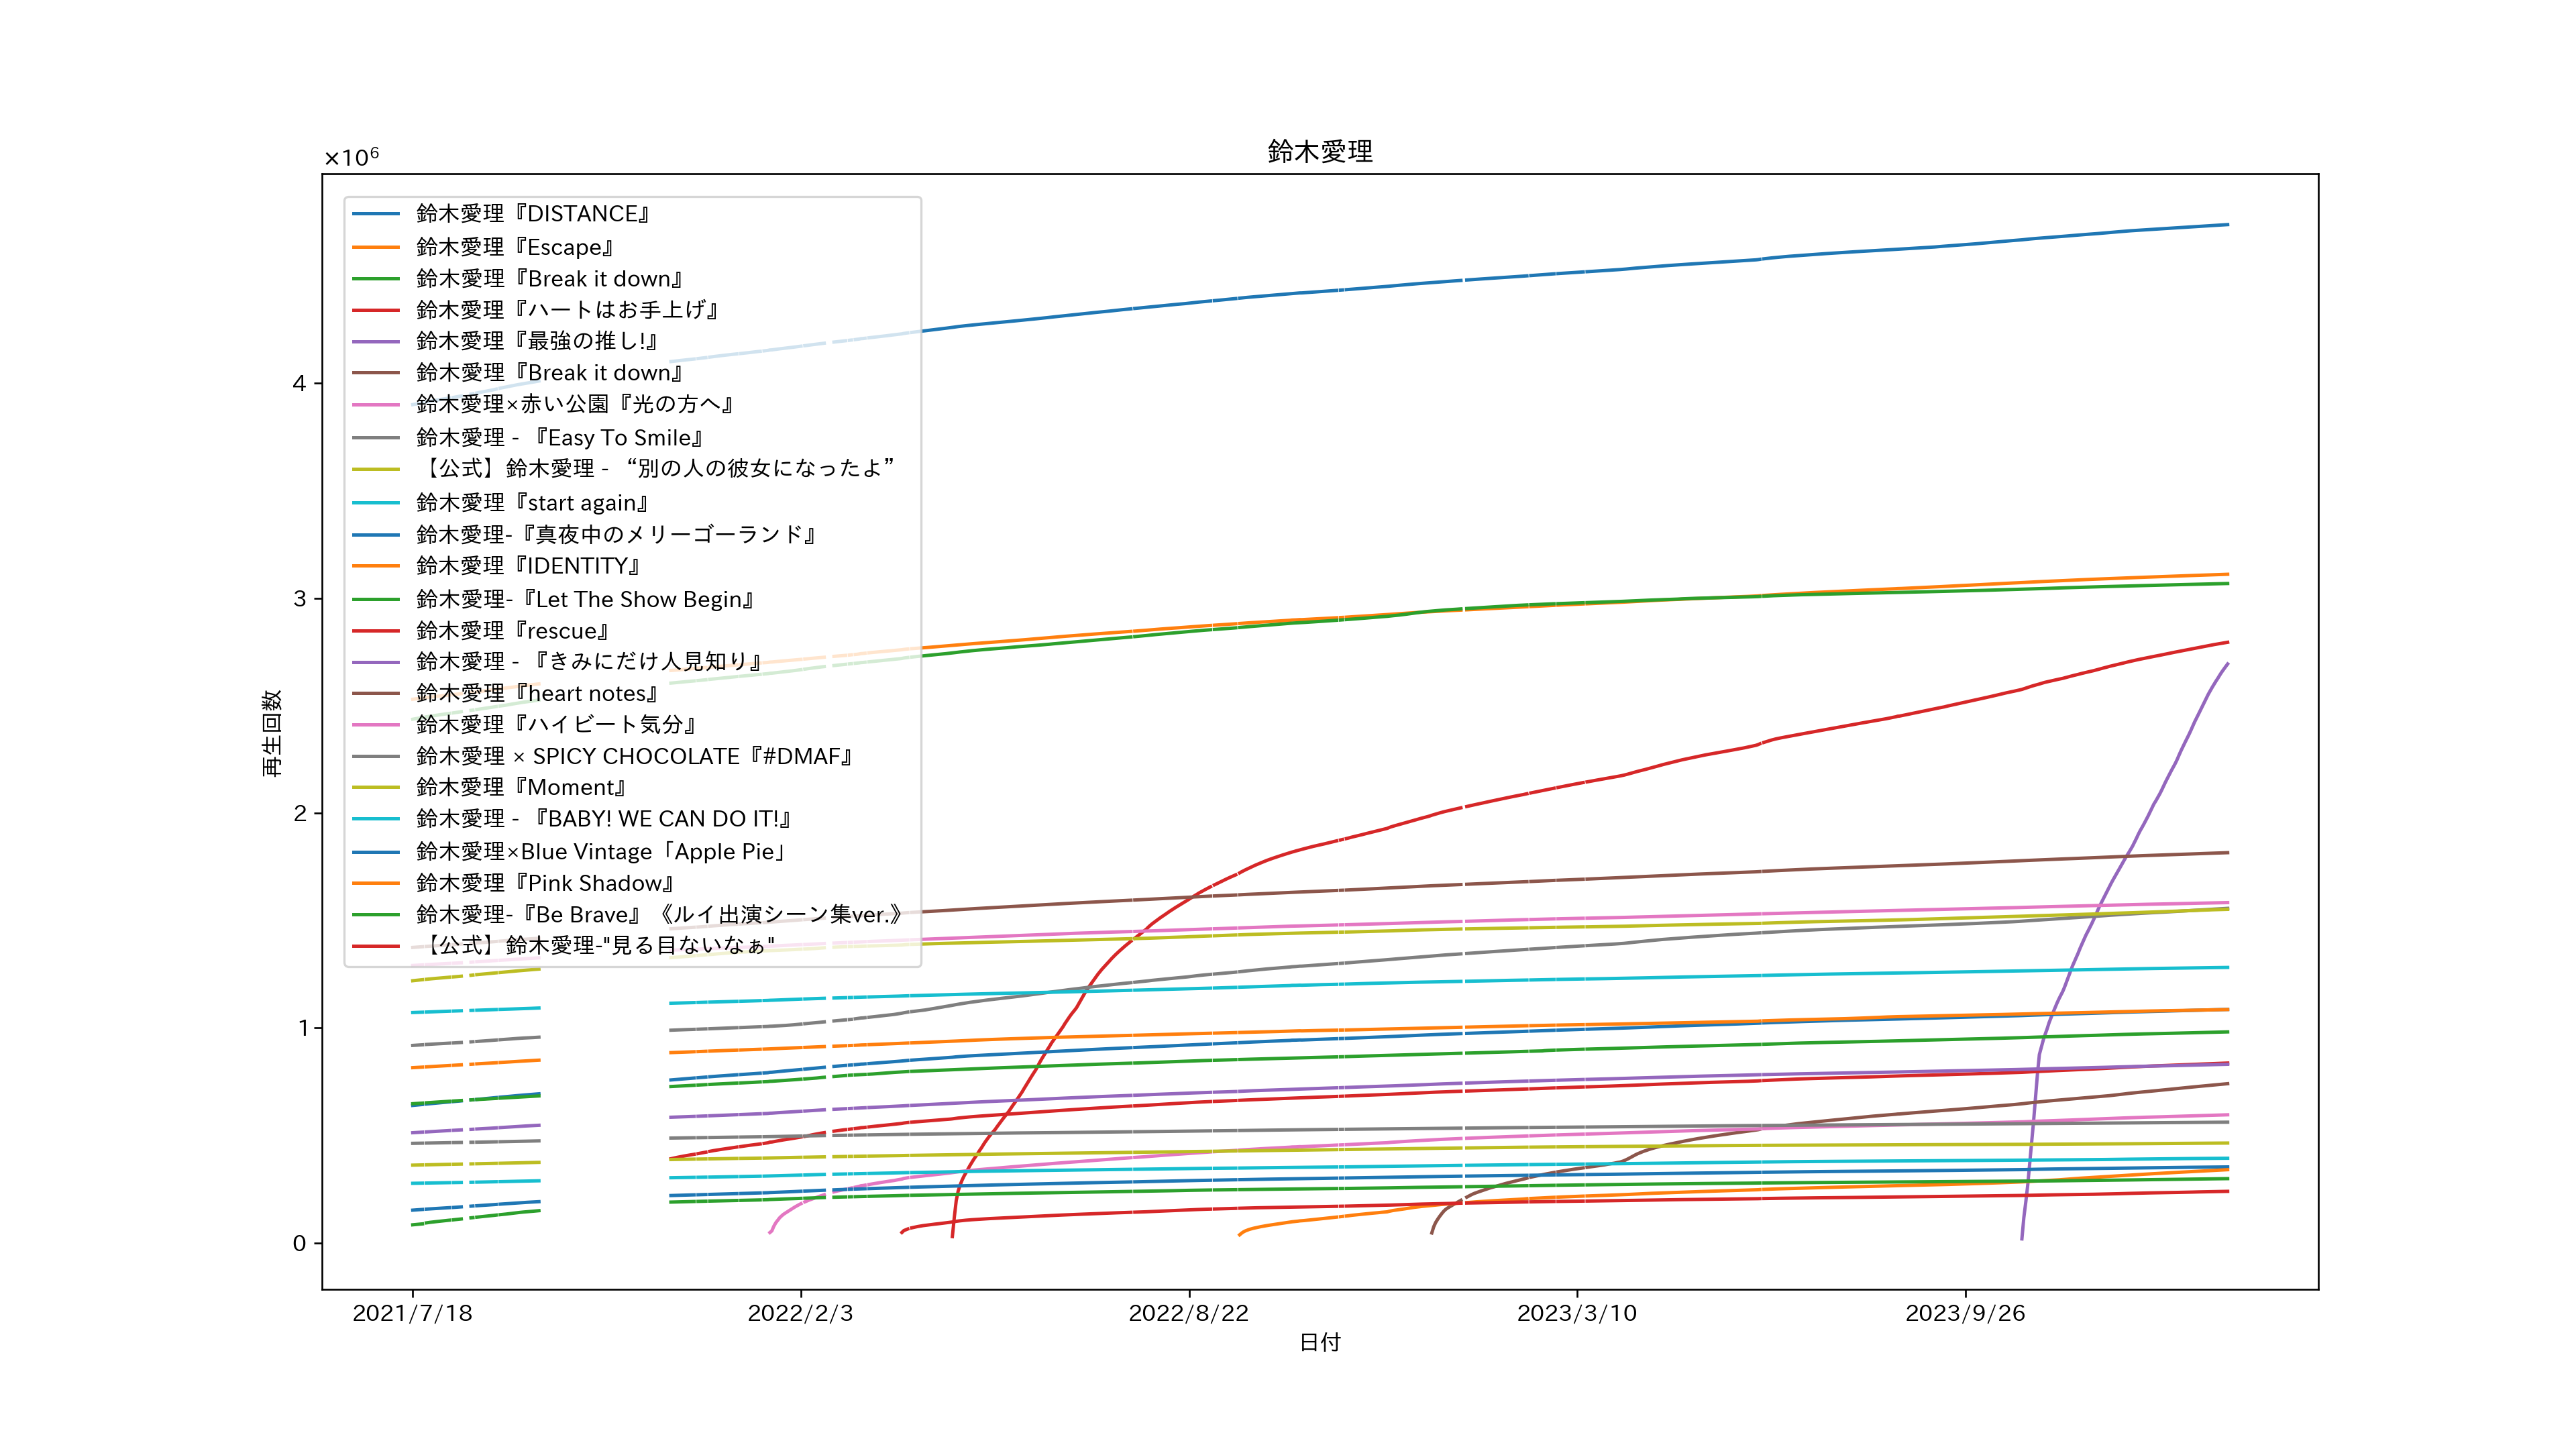 鈴木愛理
×10⁶
鈴木愛理『DISTANCE』
鈴木愛理『Escape』
鈴木愛理『Break it down』
鈴木愛理『ハートはお手上げ』
鈴木愛理『最強の推し!』
鈴木愛理『Break it down』
鈴木愛理×赤い公園『光の方へ』
鈴木愛理 - 『Easy To Smile』
【公式】鈴木愛理 - “別の人の彼女になったよ”
鈴木愛理『start again』
鈴木愛理-『真夜中のメリーゴーランド』
鈴木愛理『IDENTITY』
鈴木愛理-『Let The Show Begin』
鈴木愛理『rescue』
鈴木愛理 - 『きみにだけ人見知り』
鈴木愛理『heart notes』
鈴木愛理『ハイビート気分』
鈴木愛理 × SPICY CHOCOLATE『#DMAF』
鈴木愛理『Moment』
鈴木愛理 - 『BABY! WE CAN DO IT!』
鈴木愛理×Blue Vintage「Apple Pie」
鈴木愛理『Pink Shadow』
鈴木愛理-『Be Brave』《ルイ出演シーン集ver.》
【公式】鈴木愛理-"見る目ないなぁ"
4
3
2
1
0
再生回数
2021/7/18
2022/2/3
2022/8/22
2023/3/10
2023/9/26
日付